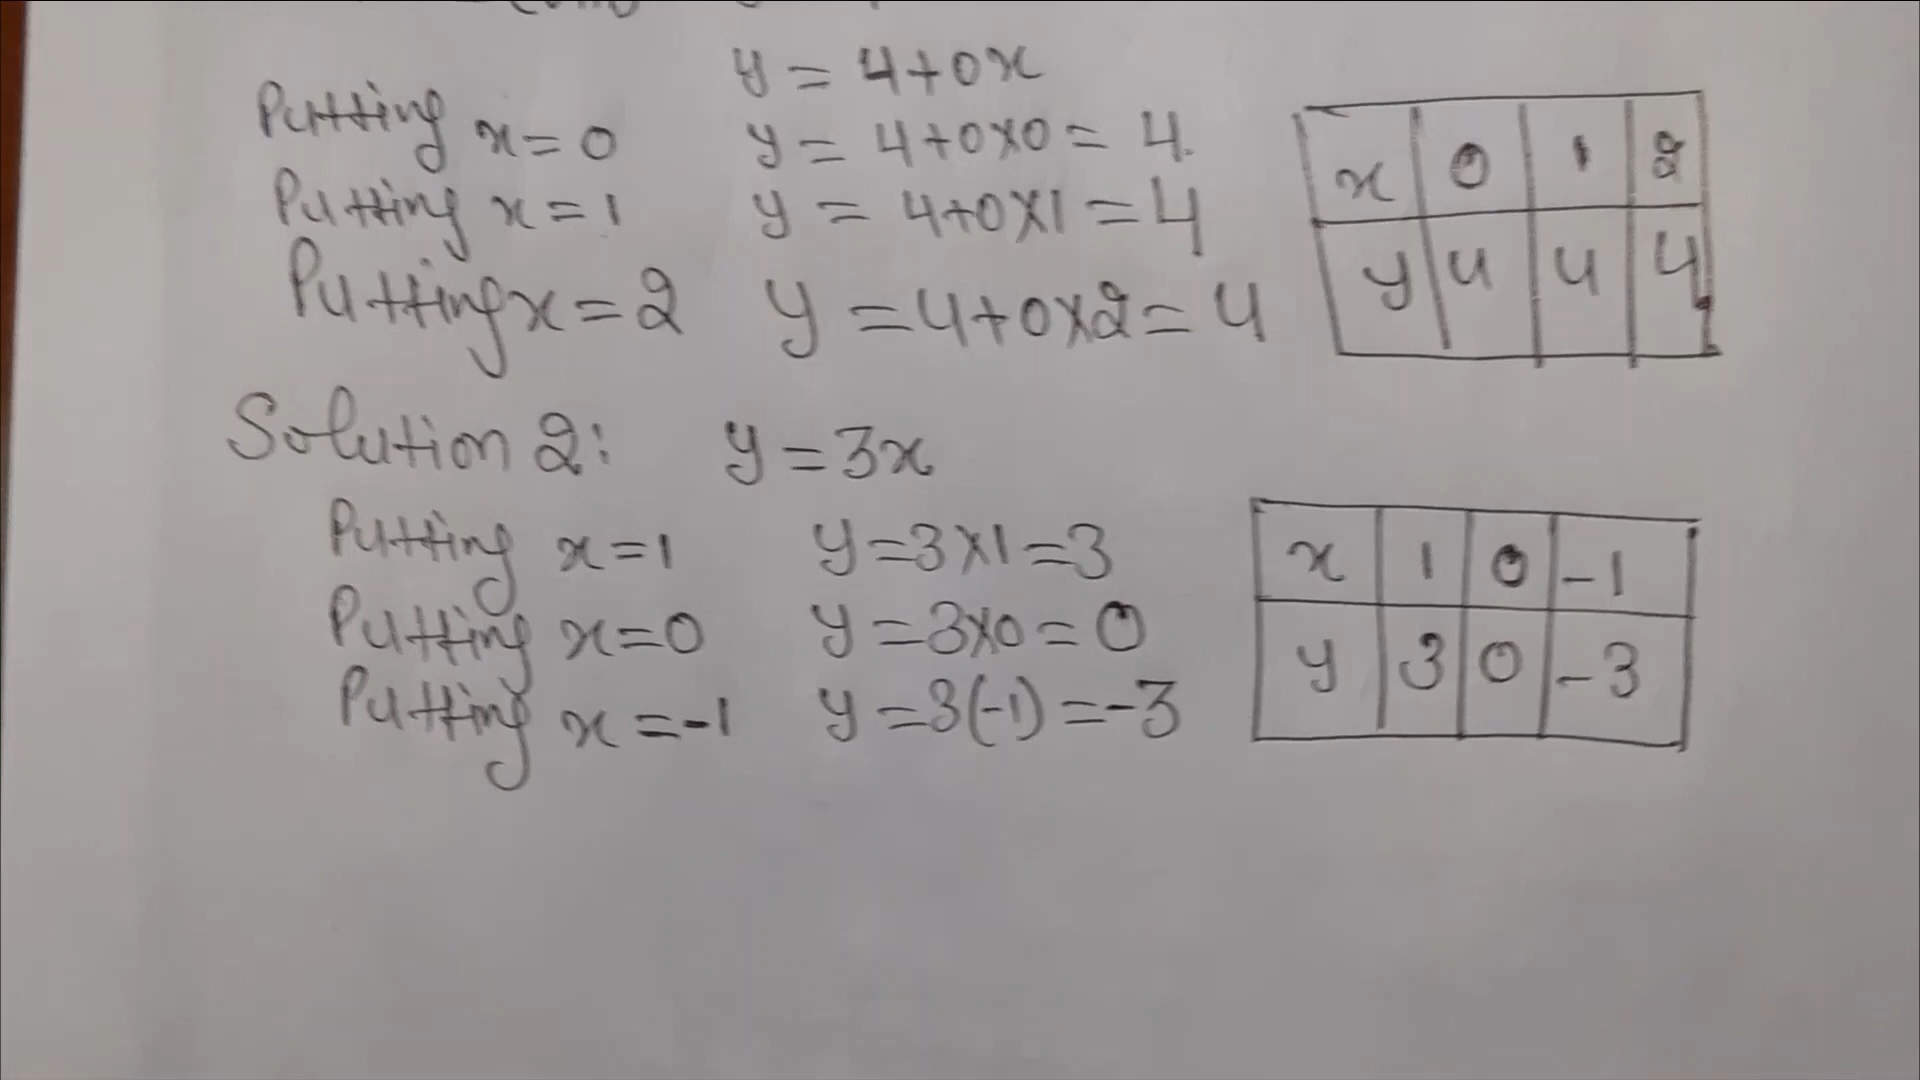 y = 4+0x
Putting x=0 y = 4+0×0 = 4.
Putting x=1 y = 4+0×1 = 4
Putting x=2 y = 4+0×2 = 4
x 0 1 2
y 4 4 4
Solution 2: y = 3x
Putting x=1 y=3×1=3
Putting x=0 y=3×0=0
Putting x=-1 y=3(-1)=-3
x 1 0 -1
y 3 0 -3